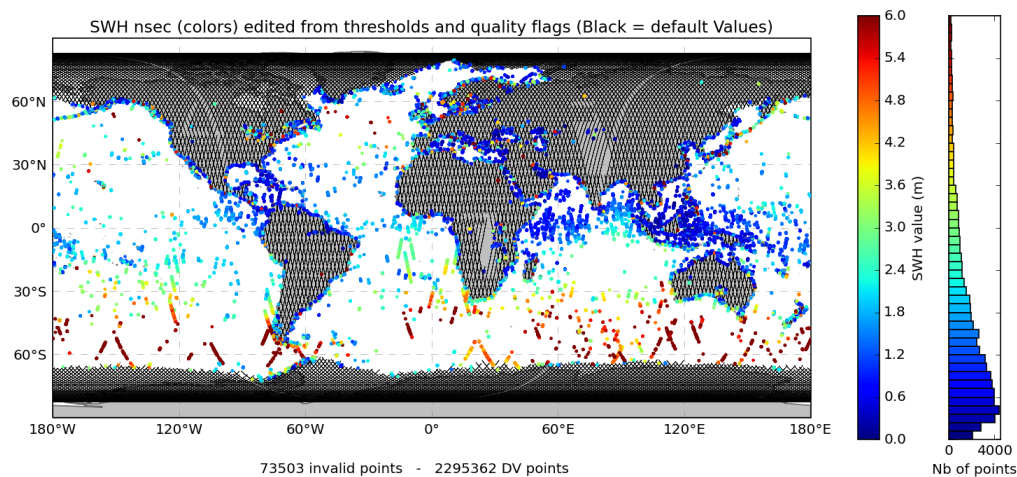 SWH nsec (colors) edited from thresholds and quality flags (Black = default Values)
60°N
30°N
0°
30°S
60°S
180°W 120°W 60°W 0° 60°E 120°E 180°E
73503 invalid points - 2295362 DV points
6.0
5.4
4.8
4.2
3.6
3.0
2.4
1.8
1.2
0.6
0.0
SWH value (m)
0 4000
Nb of points